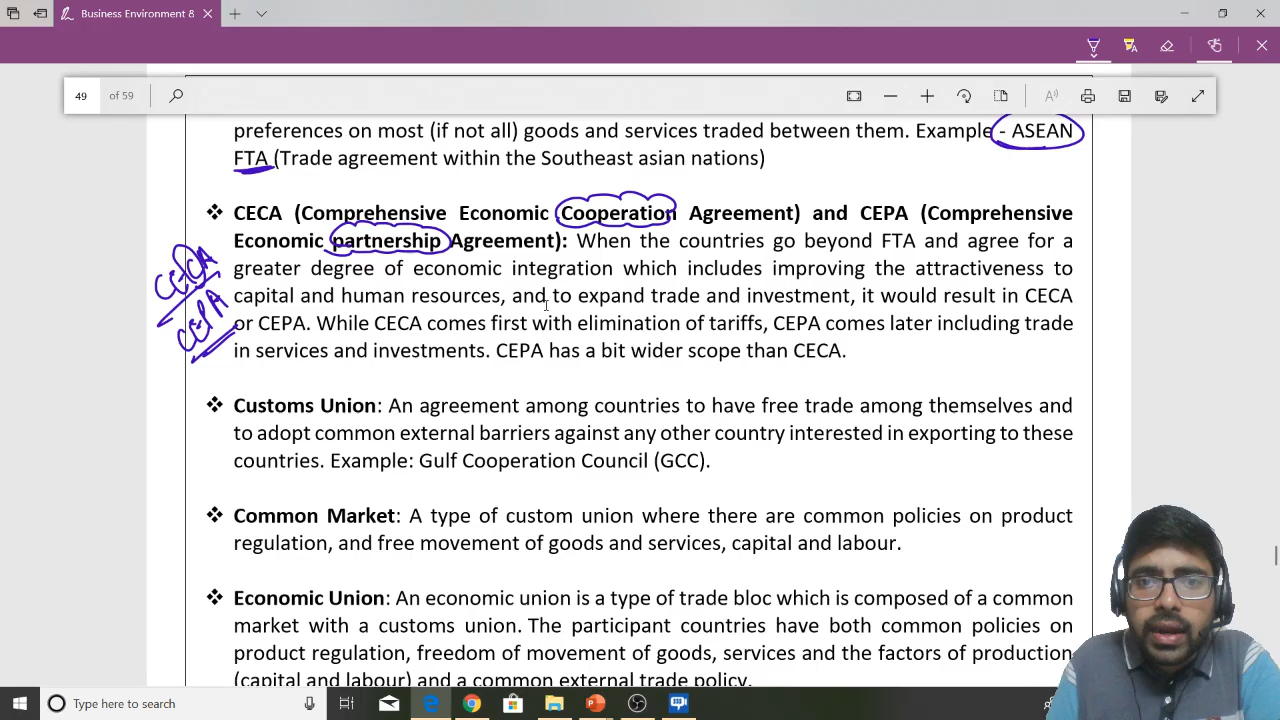 Business Environment 8
49 of 59
preferences on most (if not all) goods and services traded between them. Example - ASEAN
FTA (Trade agreement within the Southeast asian nations)
❖ CECA (Comprehensive Economic Cooperation Agreement) and CEPA (Comprehensive
Economic partnership Agreement): When the countries go beyond FTA and agree for a
greater degree of economic integration which includes improving the attractiveness to
capital and human resources, and to expand trade and investment, it would result in CECA
or CEPA. While CECA comes first with elimination of tariffs, CEPA comes later including trade
in services and investments. CEPA has a bit wider scope than CECA.
CECA
CEPA
❖ Customs Union: An agreement among countries to have free trade among themselves and
to adopt common external barriers against any other country interested in exporting to these
countries. Example: Gulf Cooperation Council (GCC).
❖ Common Market: A type of custom union where there are common policies on product
regulation, and free movement of goods and services, capital and labour.
❖ Economic Union: An economic union is a type of trade bloc which is composed of a common
market with a customs union. The participant countries have both common policies on
product regulation, freedom of movement of goods, services and the factors of production
(capital and labour) and a common external trade policy.
Type here to search